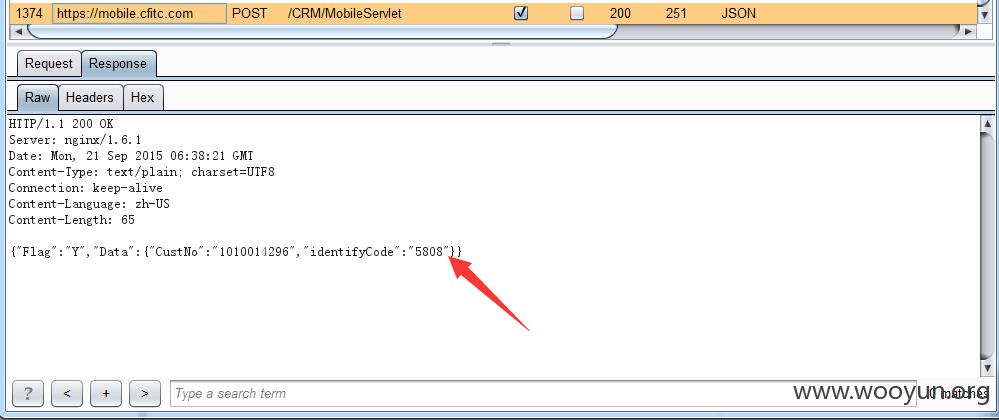 1374 https://mobile.cfitc.com POST /CRM/MobileServlet 200 251 JSON
Request Response
Raw Headers Hex
HTTP/1.1 200 OK
Server: nginx/1.6.1
Date: Mon, 21 Sep 2015 06:38:21 GMT
Content-Type: text/plain; charset=UTF8
Connection: keep-alive
Content-Language: zh-US
Content-Length: 65
{"Flag":"Y","Data":{"CustNo":"1010014296","identifyCode":"5808"}}
? < + > Type a search term 0 matches
www.wooyun.org